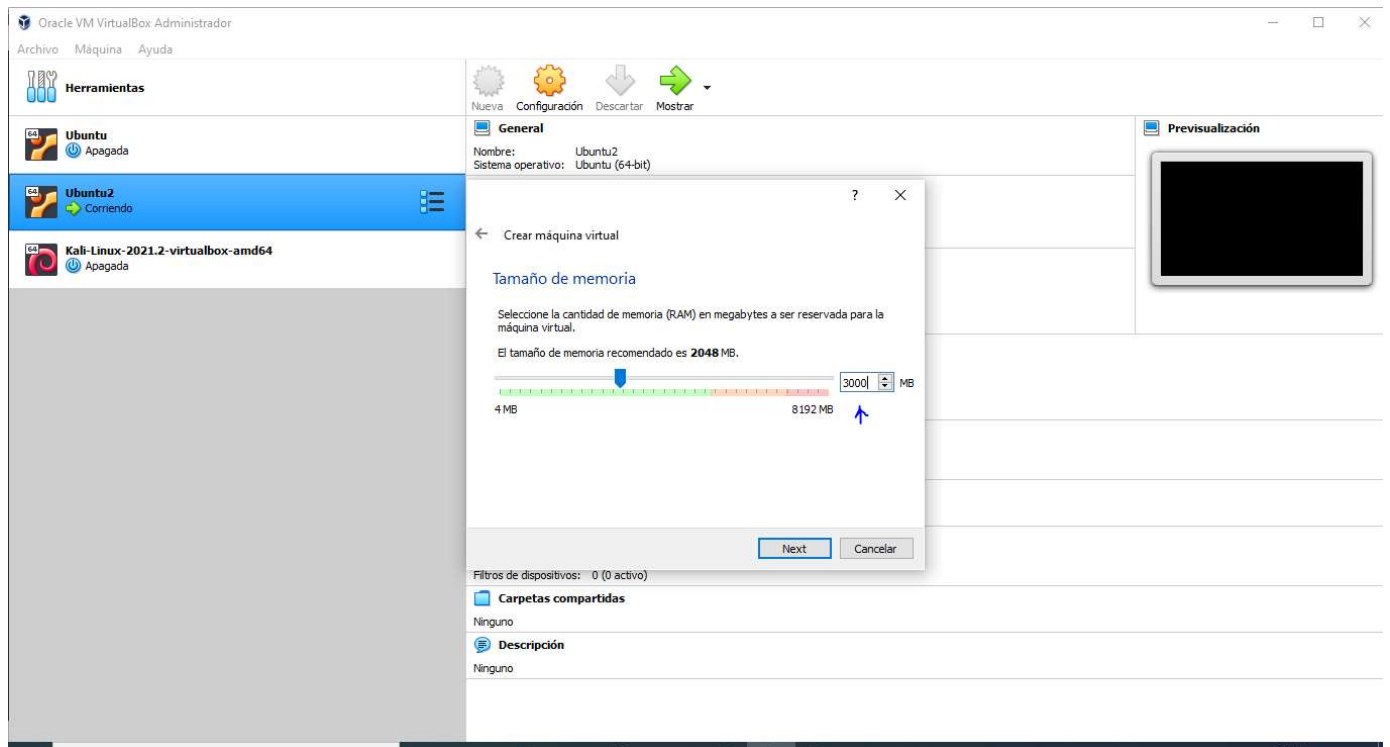 Oracle VM VirtualBox Administrador
Archivo Máquina Ayuda
Herramientas
Nueva Configuración Descartar Mostrar
64 Ubuntu
Apagada
64 Ubuntu2
Corriendo
64 Kali-Linux-2021.2-virtualbox-amd64
Apagada
General
Nombre: Ubuntu2
Sistema operativo: Ubuntu (64-bit)
Previsualización
?
Crear máquina virtual
Tamaño de memoria
Seleccione la cantidad de memoria (RAM) en megabytes a ser reservada para la
máquina virtual.
El tamaño de memoria recomendado es 2048 MB.
3000 MB
4 MB 8192 MB
Next Cancelar
Filtros de dispositivos: 0 (0 activo)
Carpetas compartidas
Ninguno
Descripción
Ninguno